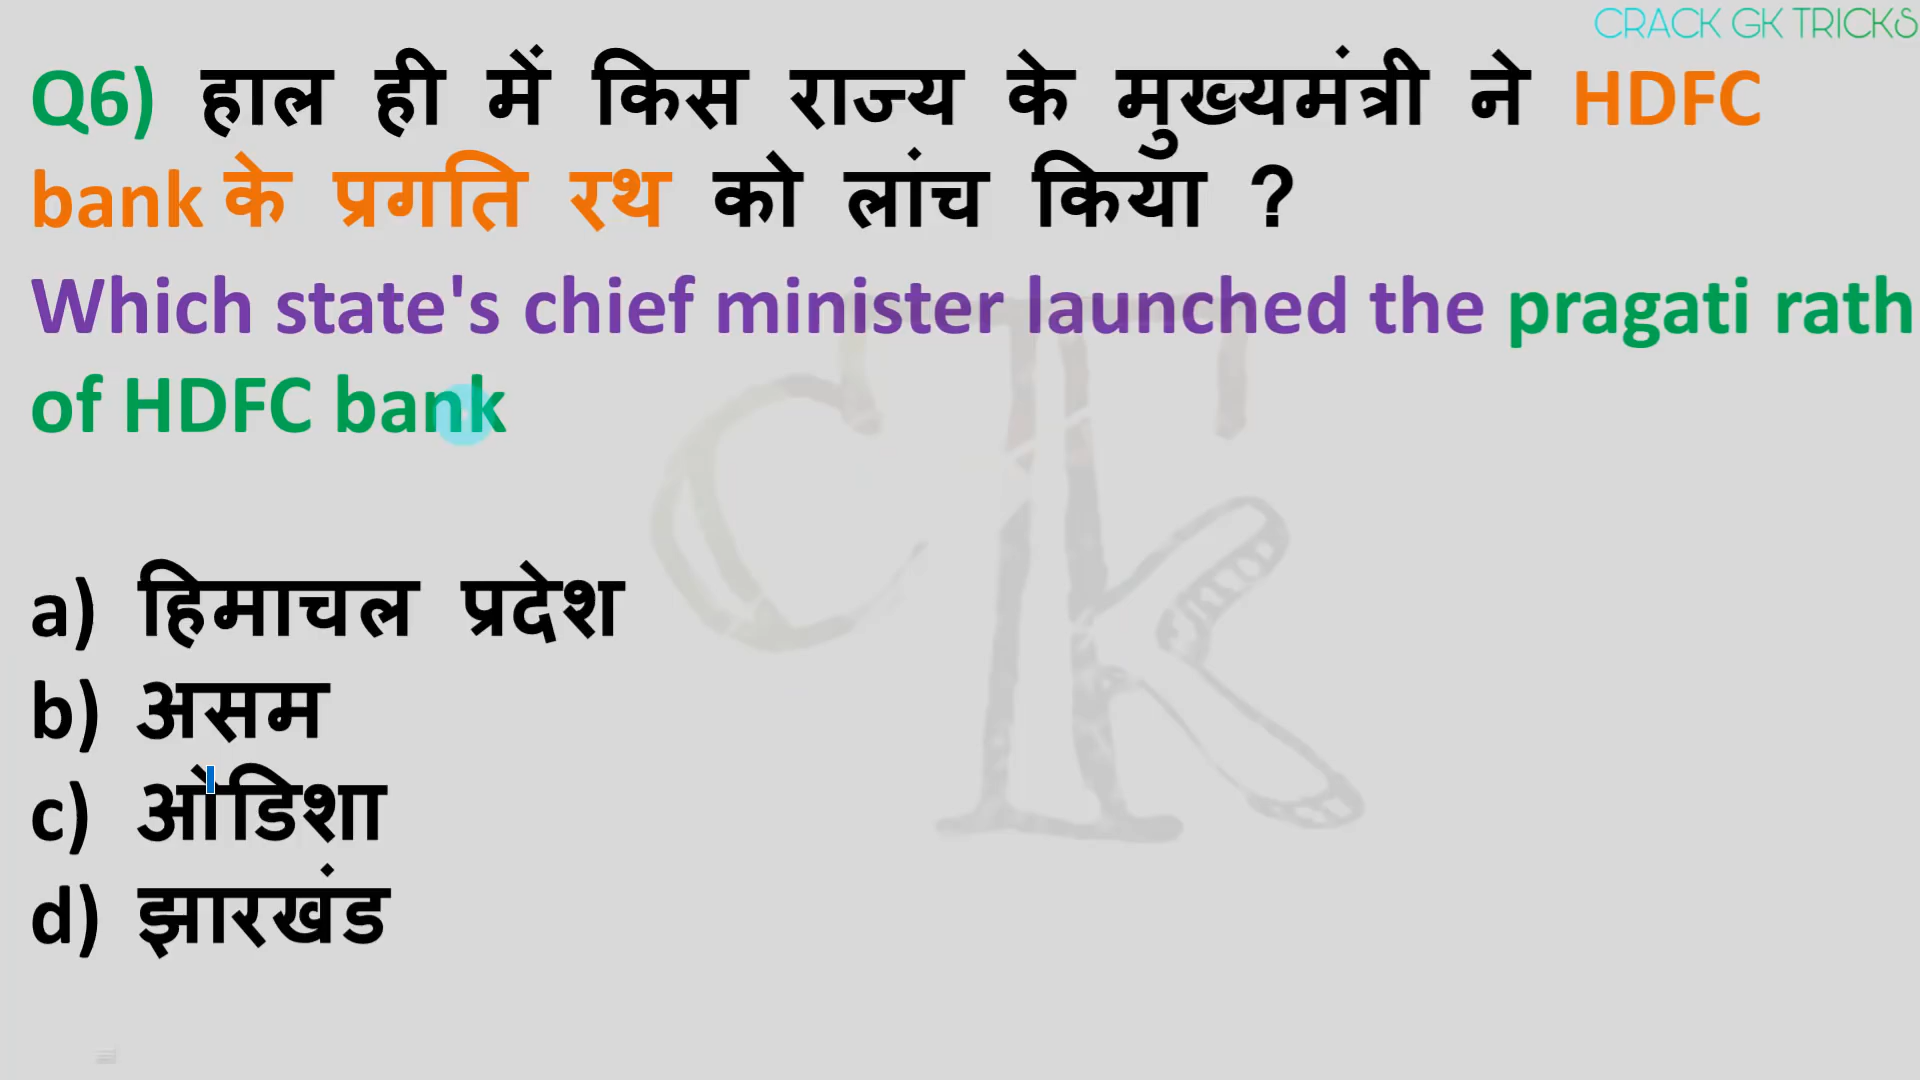 CRACK GK TRICKS
Q6) हाल ही में किस राज्य के मुख्यमंत्री ने HDFC
bank के प्रगति रथ को लांच किया ?
Which state's chief minister launched the pragati rath
of HDFC bank
a) हिमाचल प्रदेश
b) असम
c) ओडिशा
d) झारखंड